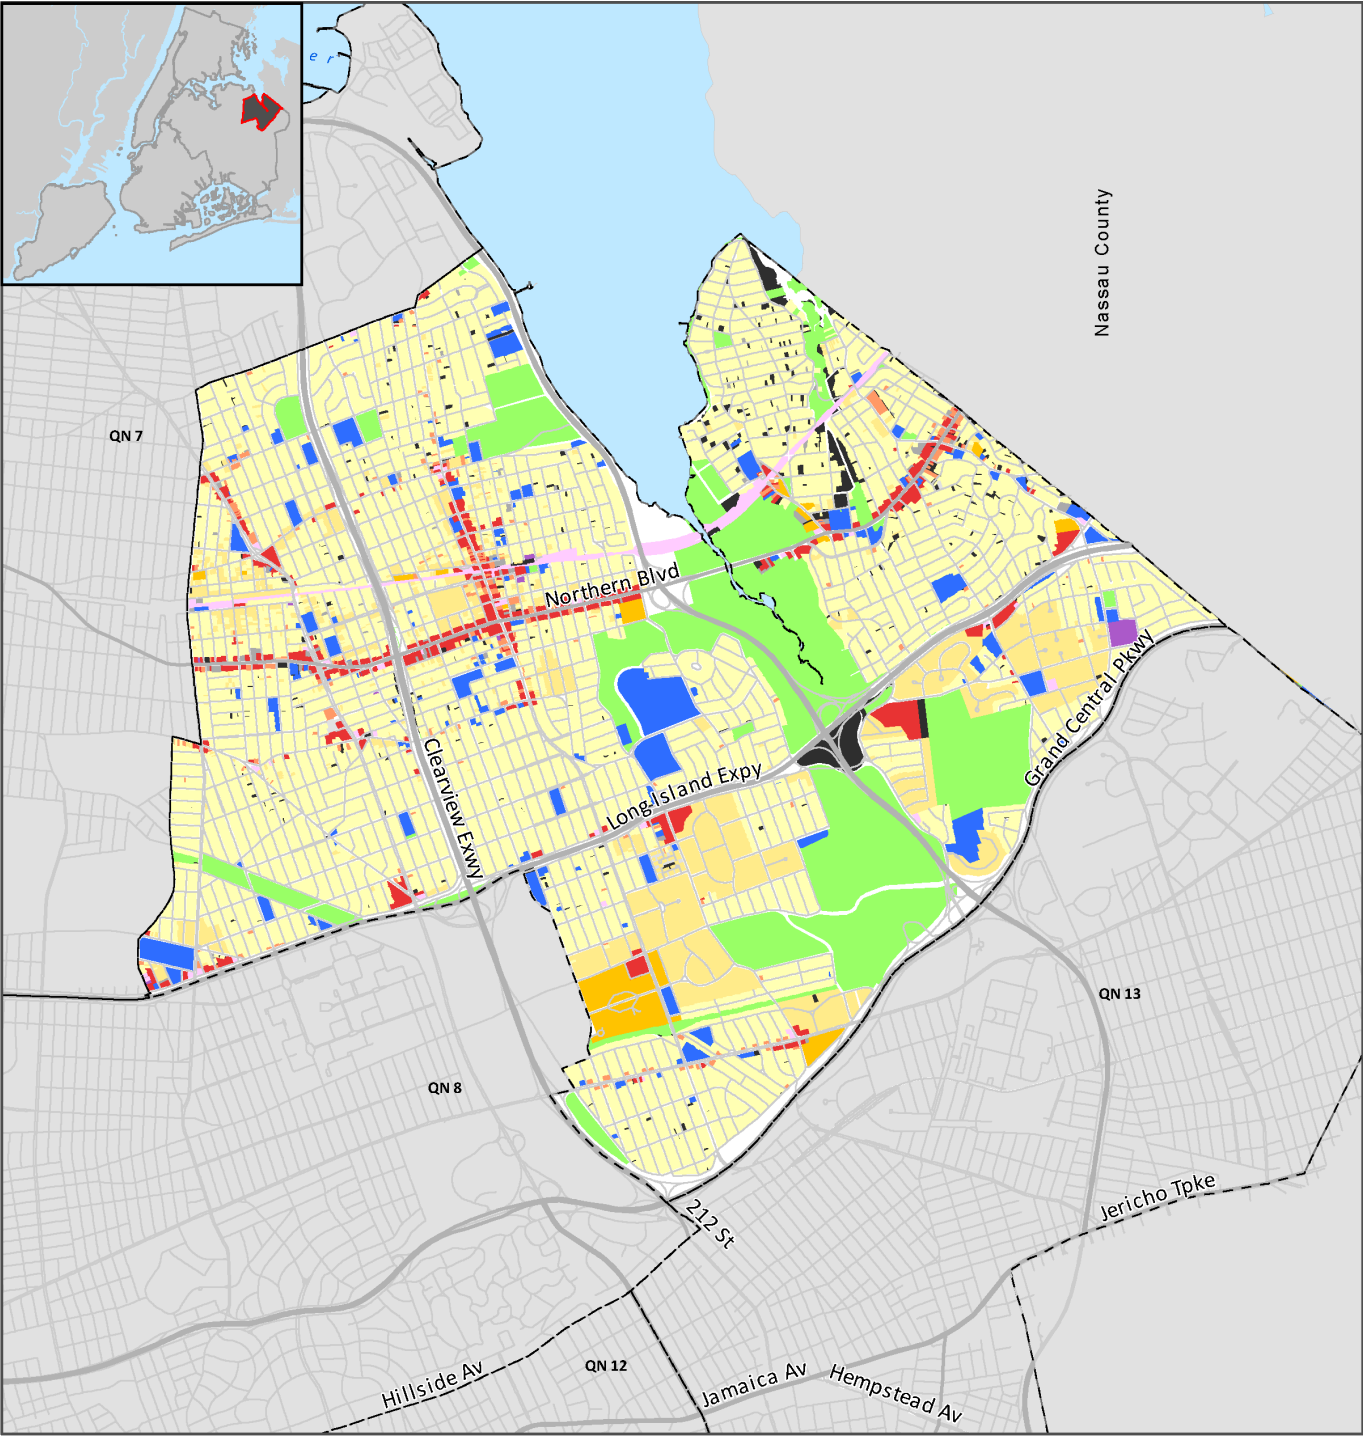 e r
Nassau County
QN 7
Northern Blvd
Grand Central Pkwy
Clearview Exwy
Long Island Expy
QN 13
QN 8
Jericho Tpke
212 St
QN 12
Hillside Av
Jamaica Av
Hempstead Av